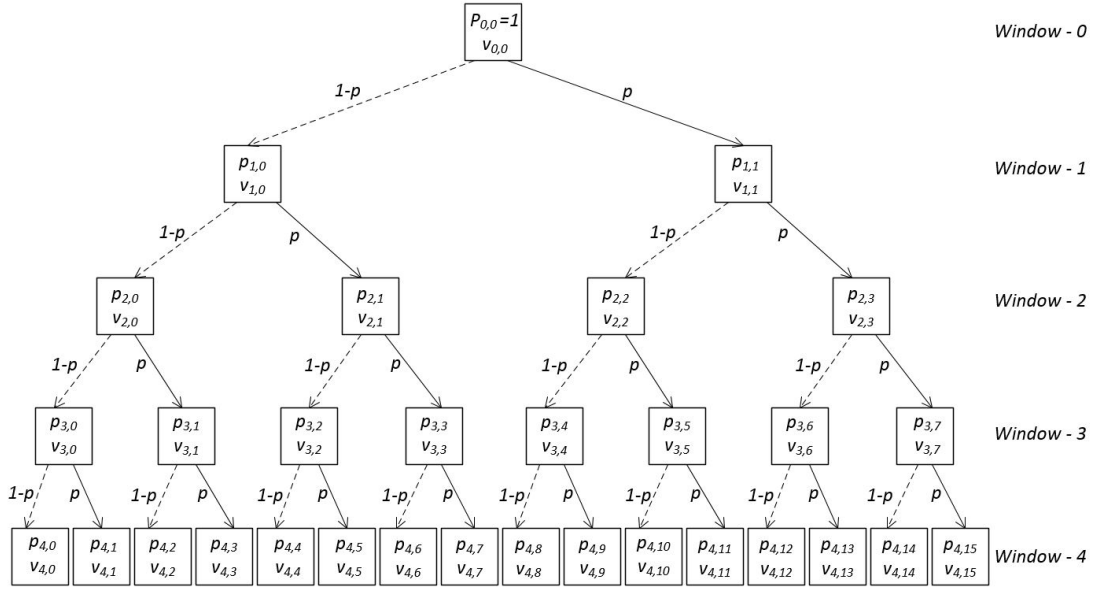 P0,0=1
v0,0
Window - 0
1-p
p
p1,0
v1,0
p1,1
v1,1
Window - 1
1-p
p
1-p
p
p2,0
v2,0
p2,1
v2,1
p2,2
v2,2
p2,3
v2,3
Window - 2
1-p
p
1-p
p
1-p
p
1-p
p
p3,0
v3,0
p3,1
v3,1
p3,2
v3,2
p3,3
v3,3
p3,4
v3,4
p3,5
v3,5
p3,6
v3,6
p3,7
v3,7
Window - 3
1-p
p
1-p
p
1-p
p
1-p
p
1-p
p
1-p
p
1-p
p
1-p
p
p4,0
v4,0
p4,1
v4,1
p4,2
v4,2
p4,3
v4,3
p4,4
v4,4
p4,5
v4,5
p4,6
v4,6
p4,7
v4,7
p4,8
v4,8
p4,9
v4,9
p4,10
v4,10
p4,11
v4,11
p4,12
v4,12
p4,13
v4,13
p4,14
v4,14
p4,15
v4,15
Window - 4